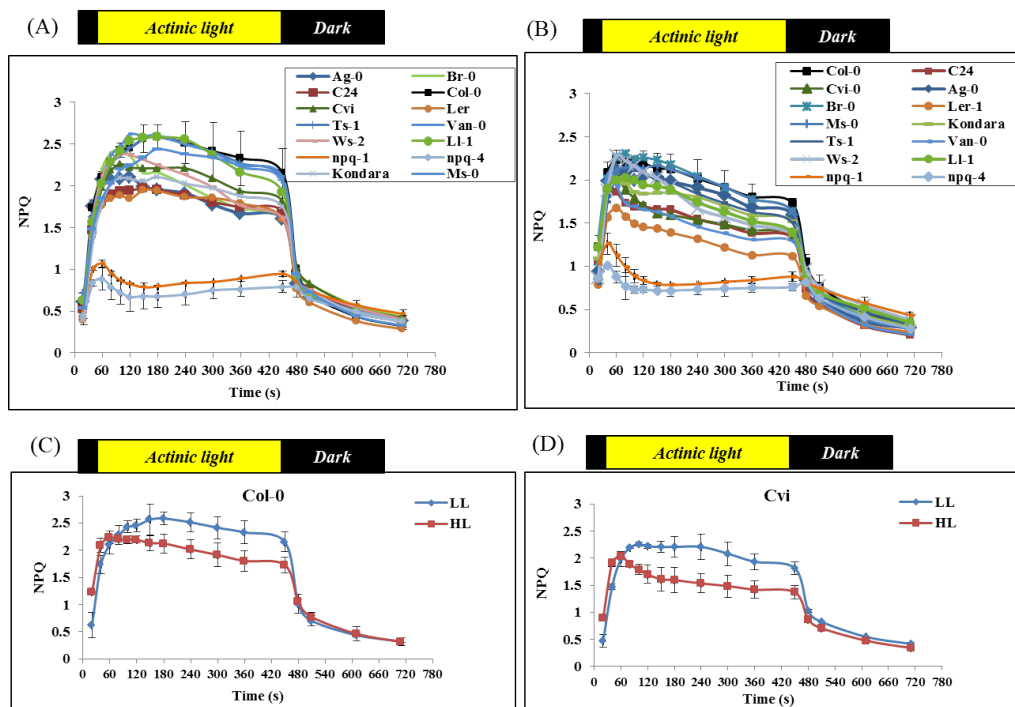 (A)
Actinic light Dark
Ag-0 Br-0
C24 Col-0
Cvi Ler
Ts-1 Van-0
Ws-2 Ll-1
npq-1 npq-4
Kondara Ms-0
3
2.5
2
1.5
1
0.5
0
NPQ
0 60 120 180 240 300 360 420 480 540 600 660 720 780
Time (s)
(B)
Actinic light Dark
Col-0 C24
Cvi-0 Ag-0
Br-0 Ler-1
Ms-0 Kondara
Ts-1 Van-0
Ws-2 Ll-1
npq-1 npq-4
3
2.5
2
1.5
1
0.5
0
NPQ
0 60 120 180 240 300 360 420 480 540 600 660 720 780
Time (s)
(C)
Actinic light Dark
Col-0
LL
HL
3
2.5
2
1.5
1
0.5
0
NPQ
0 60 120 180 240 300 360 420 480 540 600 660 720 780
Time (s)
(D)
Actinic light Dark
Cvi
LL
HL
3
2.5
2
1.5
1
0.5
0
NPQ
0 60 120 180 240 300 360 420 480 540 600 660 720 780
Time (s)